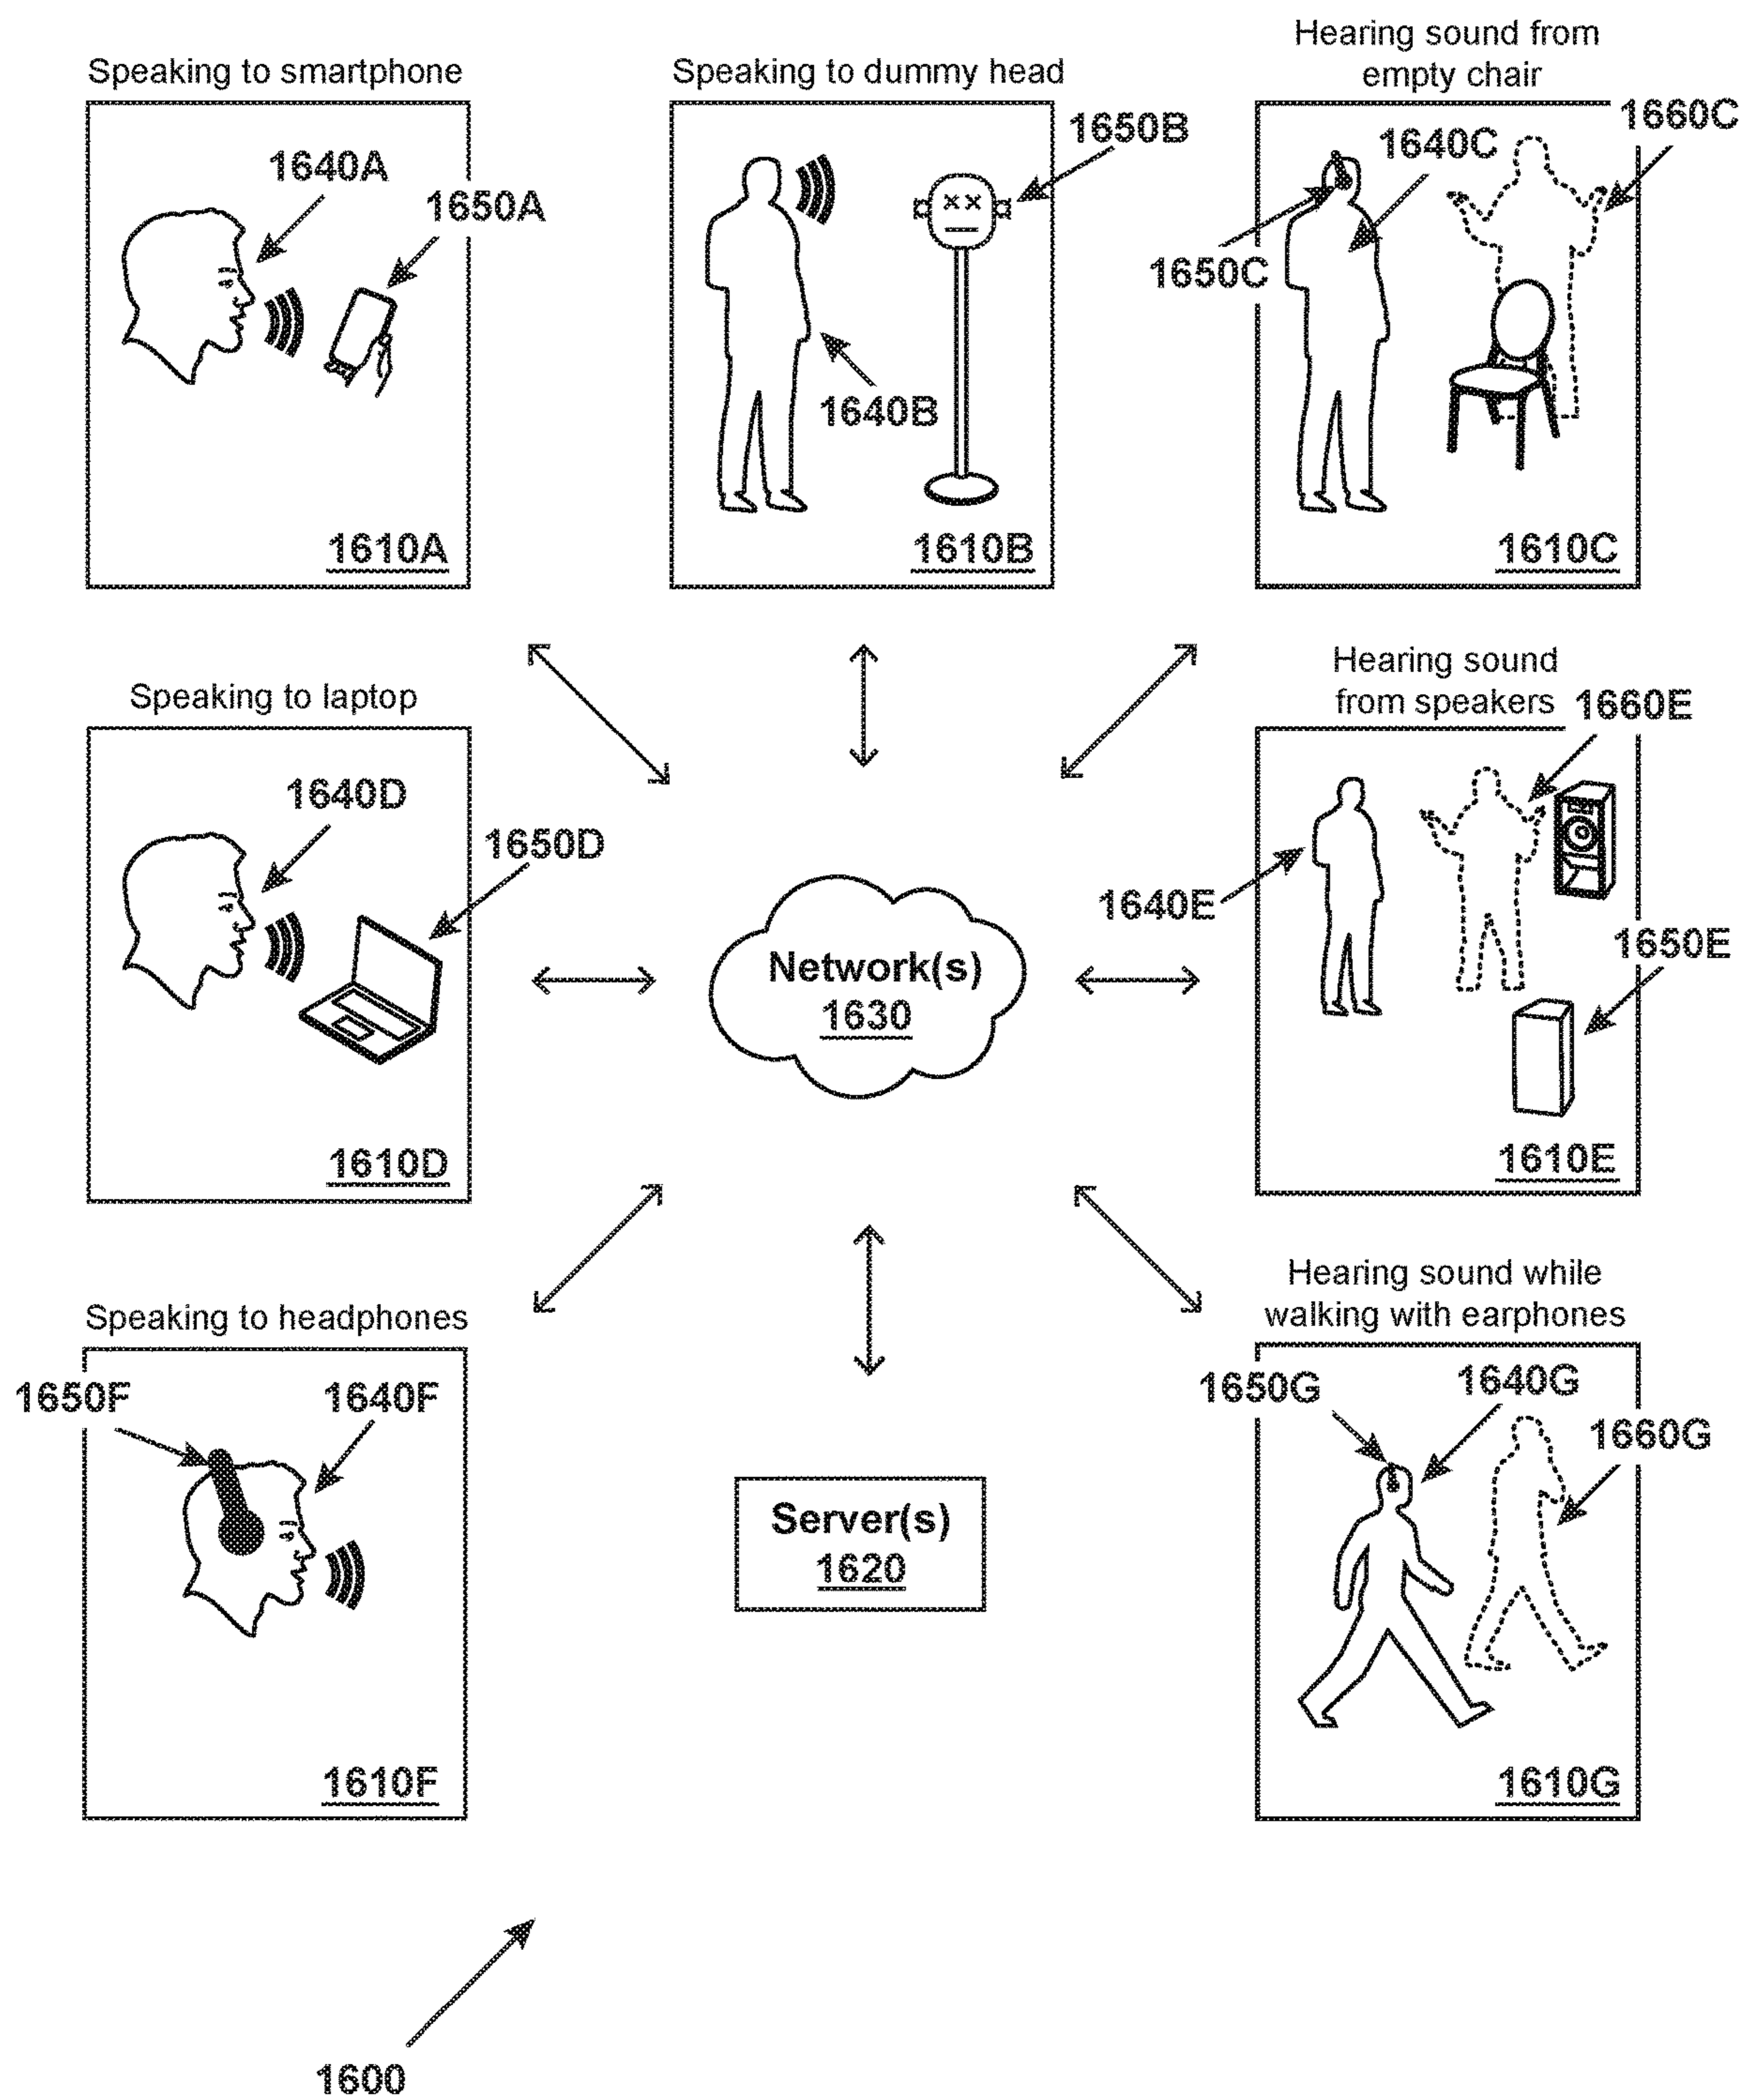 Speaking to smartphone
1640A
1650A
1610A
Speaking to dummy head
1650B
1640B
1610B
Hearing sound from
empty chair
1660C
1640C
1650C
1610C
Speaking to laptop
1640D
1650D
1610D
Network(s)
1630
Hearing sound
from speakers
1660E
1640E
1650E
1610E
Speaking to headphones
1650F
1640F
1610F
Server(s)
1620
Hearing sound while
walking with earphones
1650G
1640G
1660G
1610G
1600